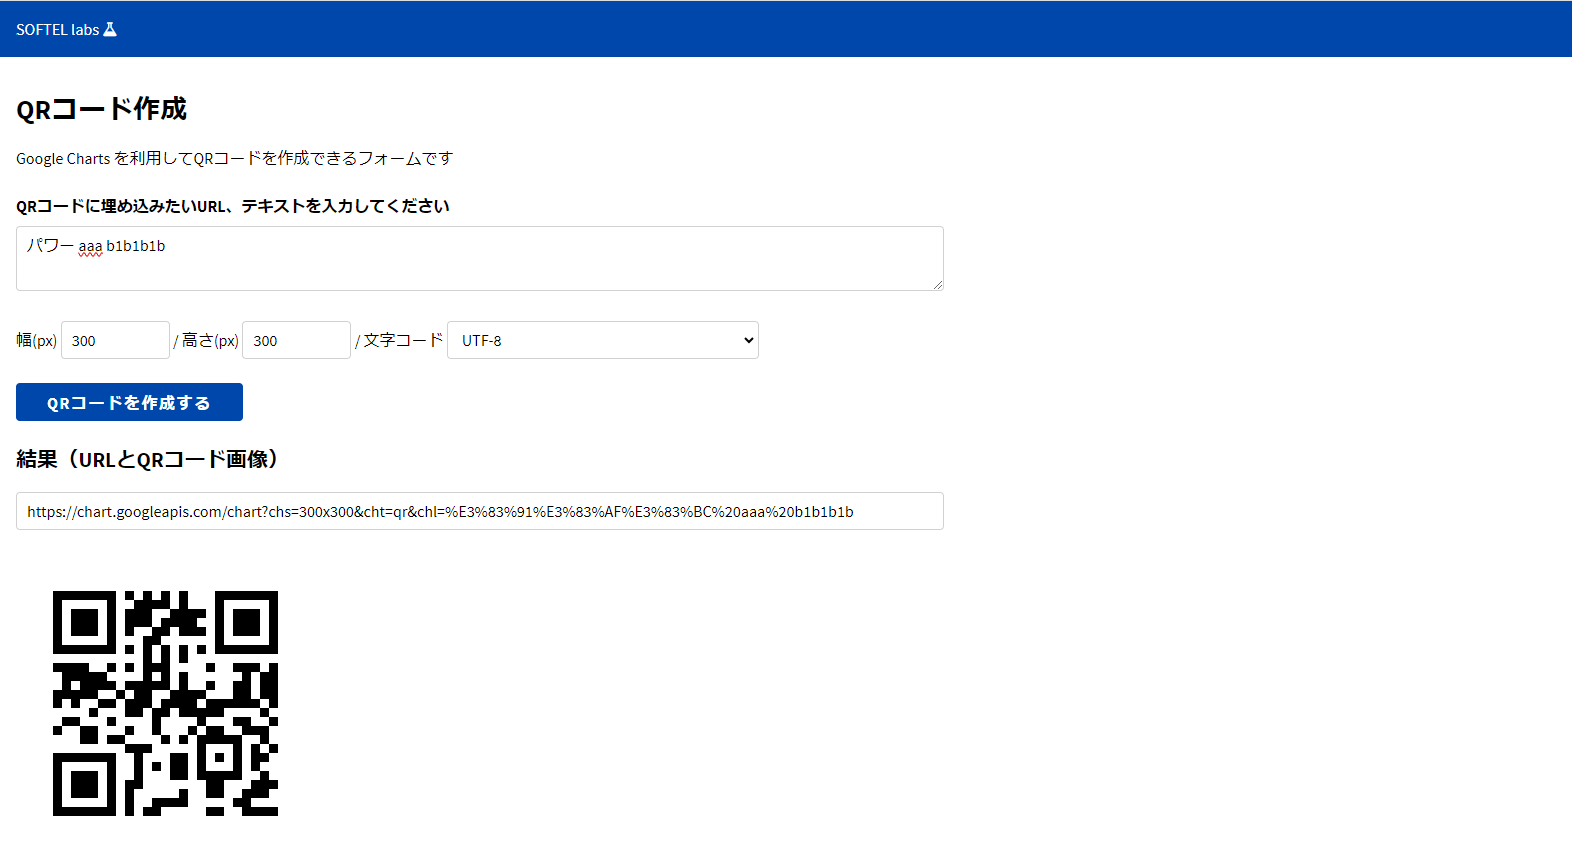 SOFTEL labs
QRコード作成
Google Charts を利用してQRコードを作成できるフォームです
QRコードに埋め込みたいURL、テキストを入力してください
パワー aaa b1b1b1b
幅(px) 300 / 高さ(px) 300 / 文字コード UTF-8
QRコードを作成する
結果（URLとQRコード画像）
https://chart.googleapis.com/chart?chs=300x300&cht=qr&chl=%E3%83%91%E3%83%AF%E3%83%BC%20aaa%20b1b1b1b